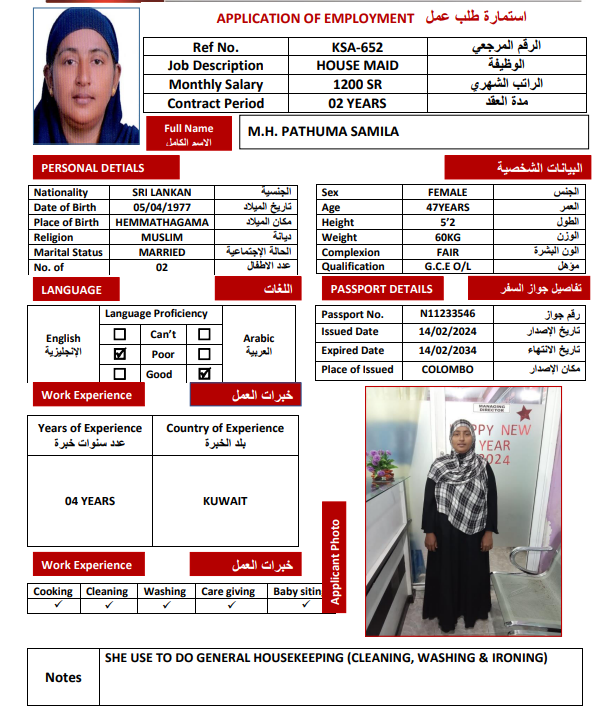 APPLICATION OF EMPLOYMENT استمارة طلب عمل
Ref No. KSA-652 الرقم المرجعي
Job Description HOUSE MAID الوظيفة
Monthly Salary 1200 SR الراتب الشهري
Contract Period 02 YEARS مدة العقد
Full Name M.H. PATHUMA SAMILA
الاسم الكامل
PERSONAL DETIALS البيانات الشخصية
Nationality SRI LANKAN الجنسية
Date of Birth 05/04/1977 تاريخ الميلاد
Place of Birth HEMMATHAGAMA مكان الميلاد
Religion MUSLIM ديانة
Marital Status MARRIED الحالة الإجتماعية
No. of 02 عدد الاطفال
Sex FEMALE الجنس
Age 47YEARS العمر
Height 5'2 الطول
Weight 60KG الوزن
Complexion FAIR الون البشرة
Qualification G.C.E O/L مؤهل
LANGUAGE اللغات
Language Proficiency
English الإنجليزية
Can't
Poor
Good
Arabic العربية
PASSPORT DETAILS تفاصيل جواز السفر
Passport No. N11233546 رقم جواز
Issued Date 14/02/2024 تاريخ الإصدار
Expired Date 14/02/2034 تاريخ الانتهاء
Place of Issued COLOMBO مكان الإصدار
Work Experience خبرات العمل
Years of Experience Country of Experience
عدد سنوات خبرة بلد الخبرة
04 YEARS KUWAIT
Work Experience خبرات العمل
Cooking Cleaning Washing Care giving Baby sitin
Applicant Photo
MANAGING
DIRECTOR
PPY NEW
YEAR
2024
Notes SHE USE TO DO GENERAL HOUSEKEEPING (CLEANING, WASHING & IRONING)